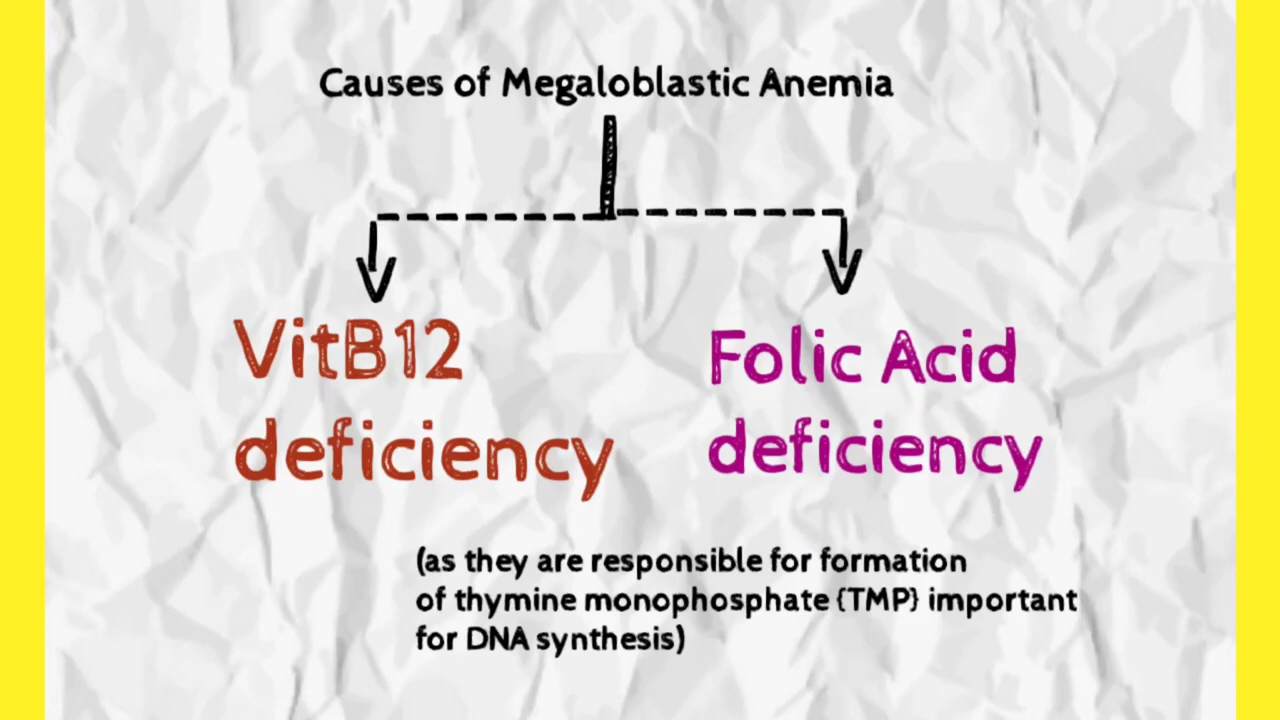 Causes of Megaloblastic Anemia
VitB12
deficiency
Folic Acid
deficiency
(as they are responsible for formation
of thymine monophosphate {TMP} important
for DNA synthesis)